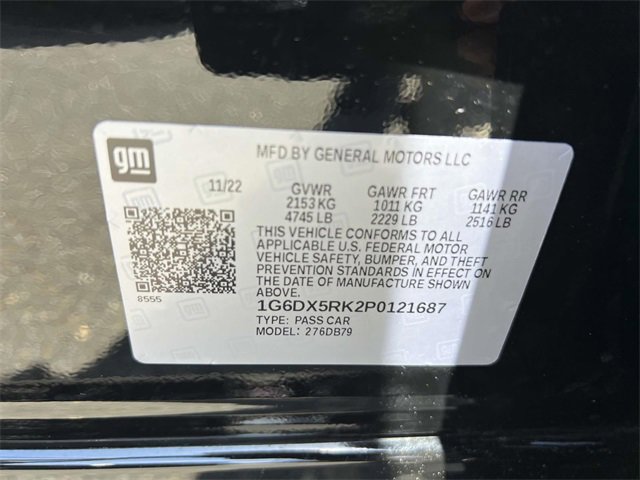 gm
MFD BY GENERAL MOTORS LLC
11/22 GVWR GAWR FRT GAWR RR
2153 KG 1011 KG 1141 KG
4745 LB 2229 LB 2516 LB
THIS VEHICLE CONFORMS TO ALL
APPLICABLE U.S. FEDERAL MOTOR
VEHICLE SAFETY, BUMPER, AND THEFT
PREVENTION STANDARDS IN EFFECT ON
THE DATE OF MANUFACTURE SHOWN
ABOVE.
8555
1G6DX5RK2P0121687
TYPE: PASS CAR
MODEL: 276DB79